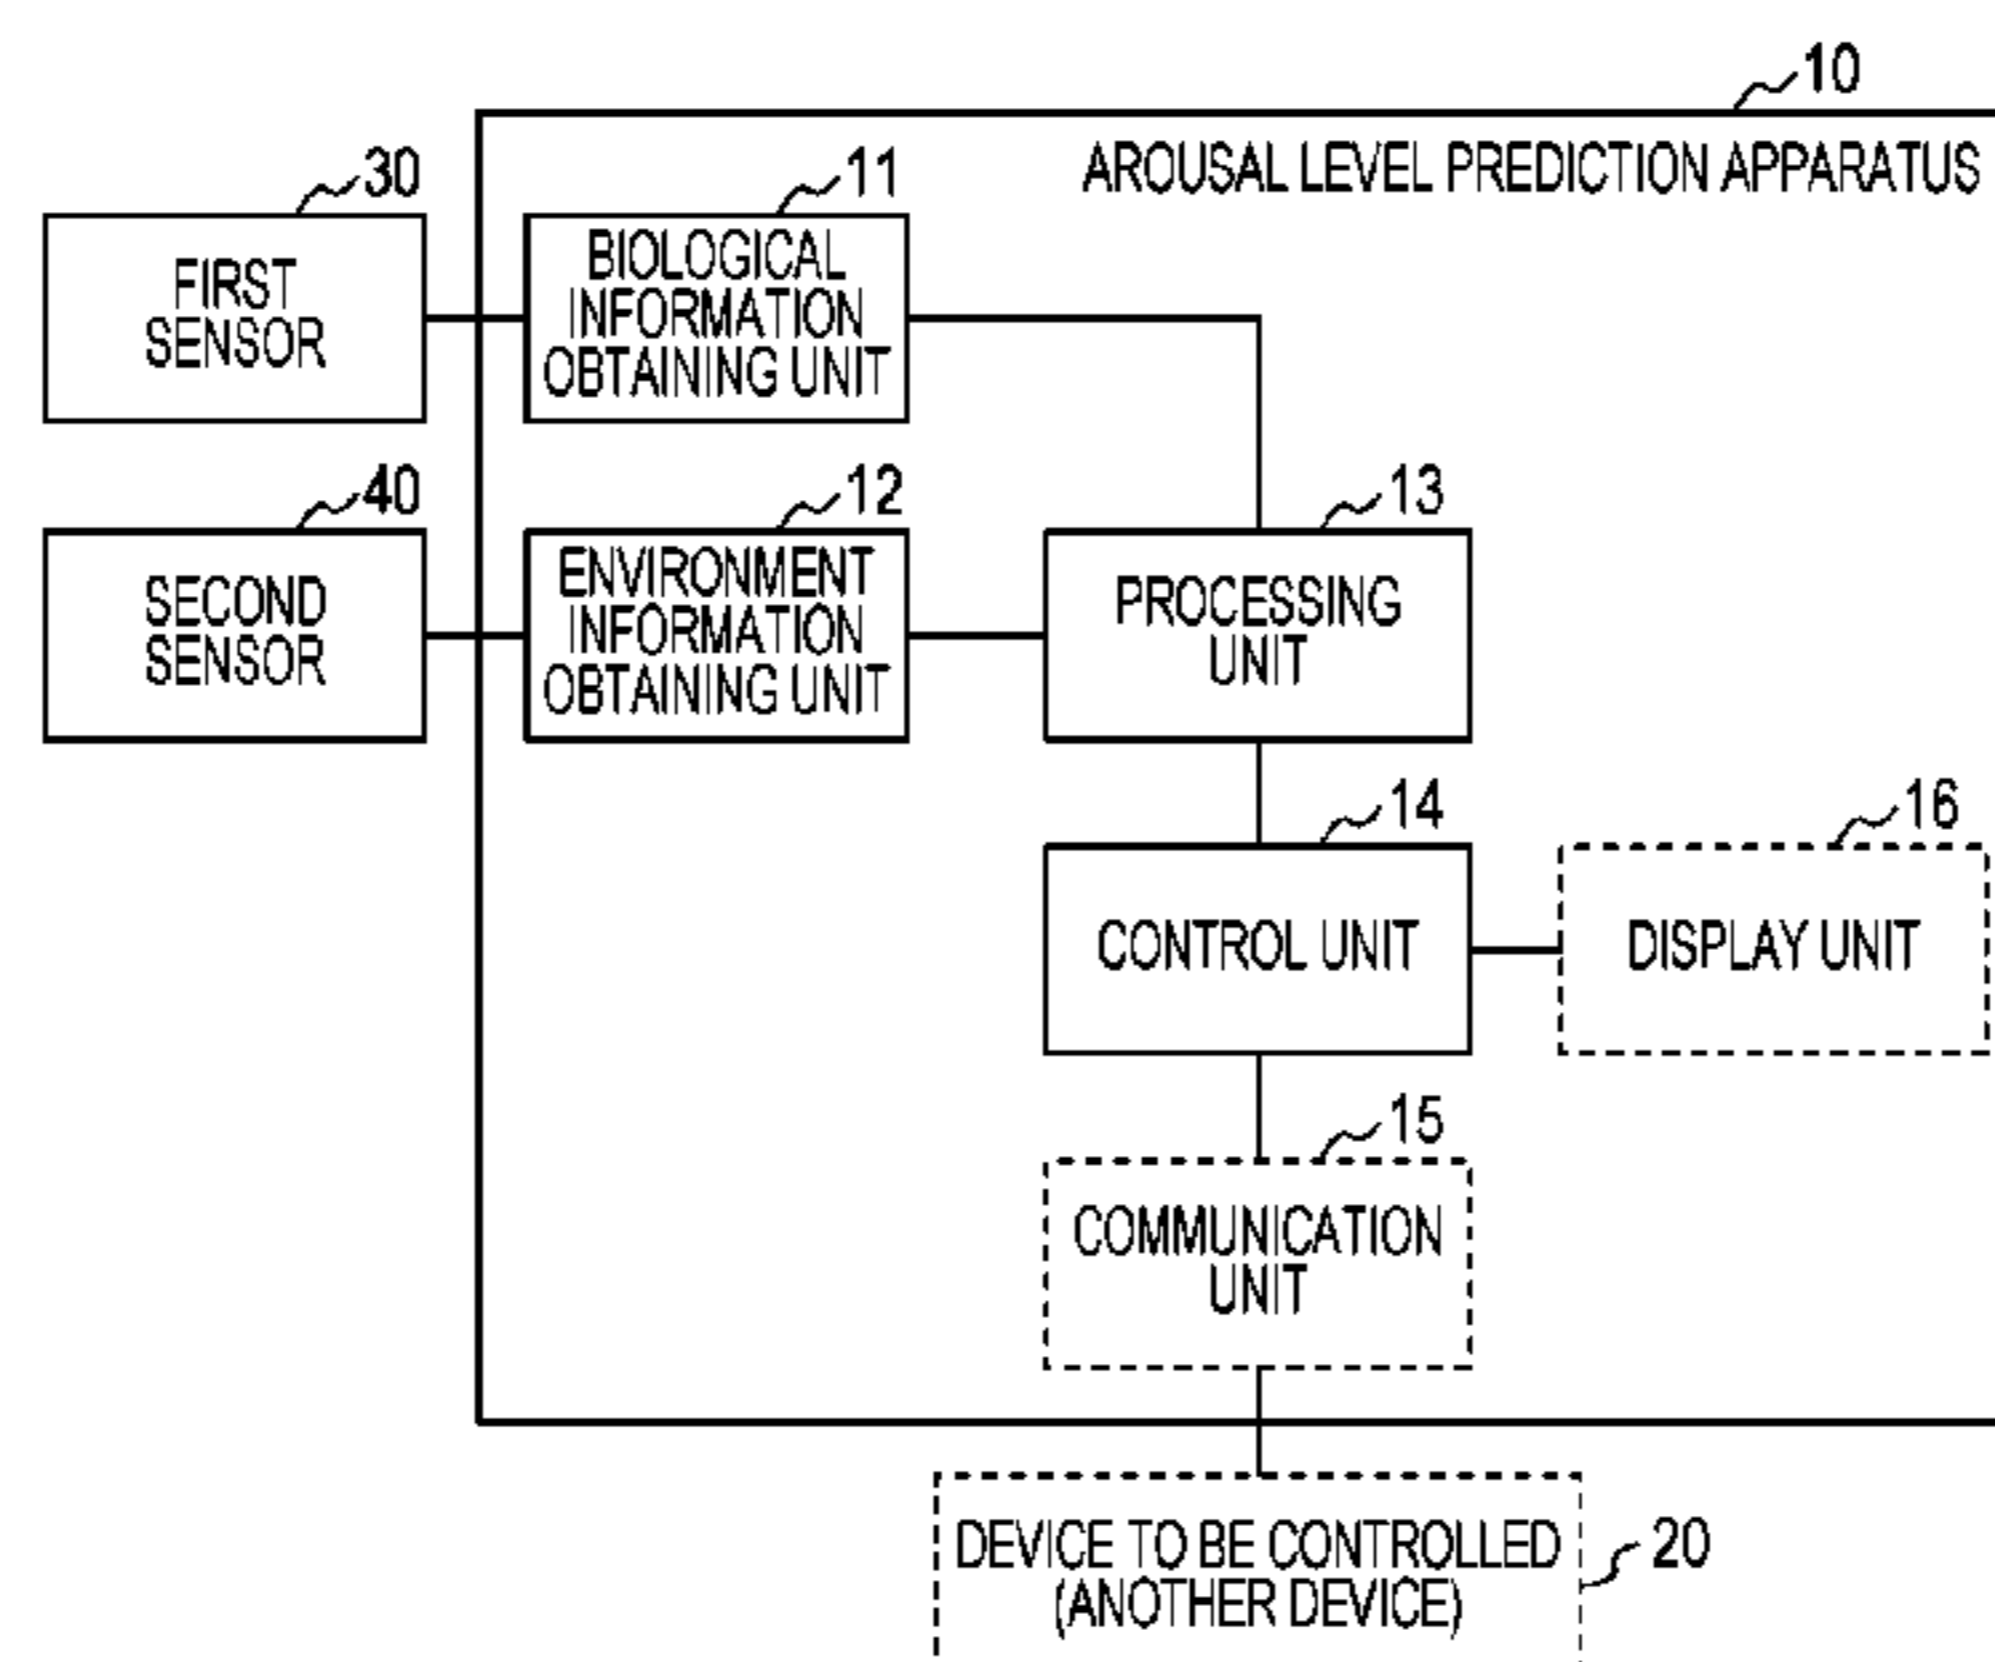 10
AROUSAL LEVEL PREDICTION APPARATUS
30
FIRST
SENSOR
11
BIOLOGICAL
INFORMATION
OBTAINING UNIT
40
SECOND
SENSOR
12
ENVIRONMENT
INFORMATION
OBTAINING UNIT
13
PROCESSING
UNIT
14
CONTROL UNIT
16
DISPLAY UNIT
15
COMMUNICATION
UNIT
DEVICE TO BE CONTROLLED
(ANOTHER DEVICE)
20